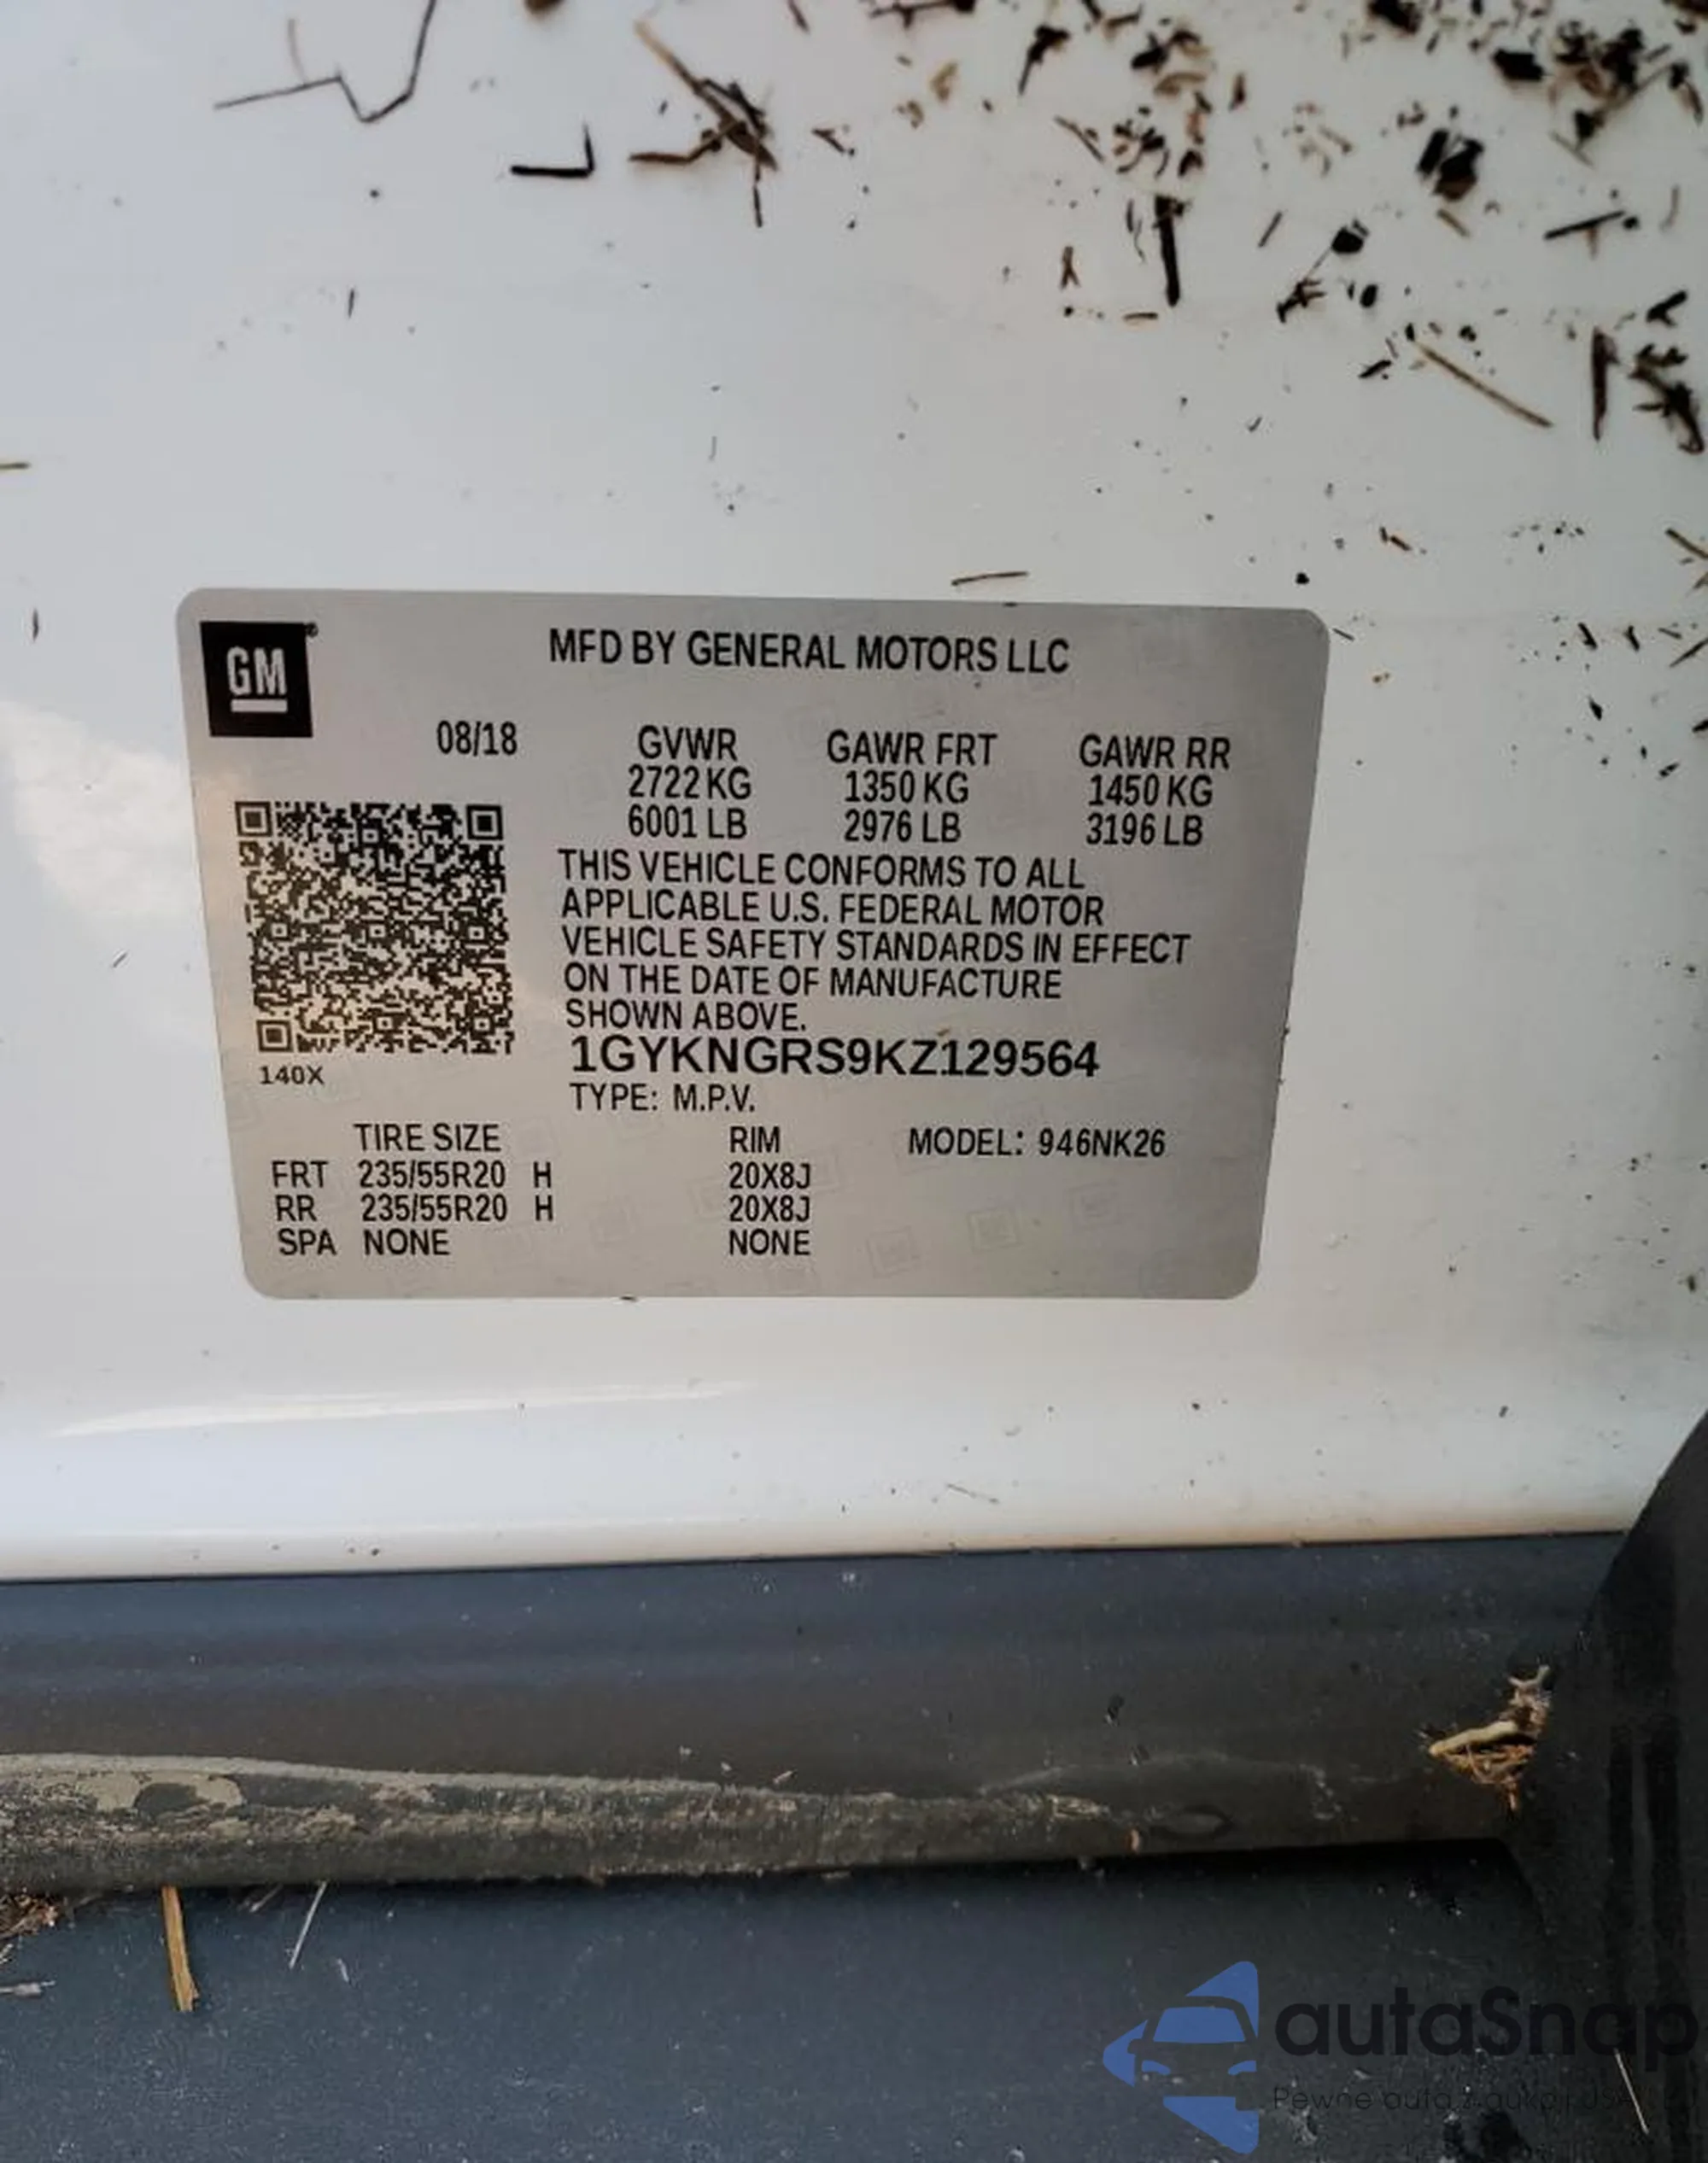 GM
MFD BY GENERAL MOTORS LLC
08/18 GVWR GAWR FRT GAWR RR
2722 KG 1350 KG 1450 KG
6001 LB 2976 LB 3196 LB
THIS VEHICLE CONFORMS TO ALL
APPLICABLE U.S. FEDERAL MOTOR
VEHICLE SAFETY STANDARDS IN EFFECT
ON THE DATE OF MANUFACTURE
SHOWN ABOVE.
1GYKNGRS9KZ129564
140X
TYPE: M.P.V.
TIRE SIZE RIM MODEL: 946NK26
FRT 235/55R20 H 20X8J
RR 235/55R20 H 20X8J
SPA NONE NONE
autaSnap
Pewne auta z aukcji